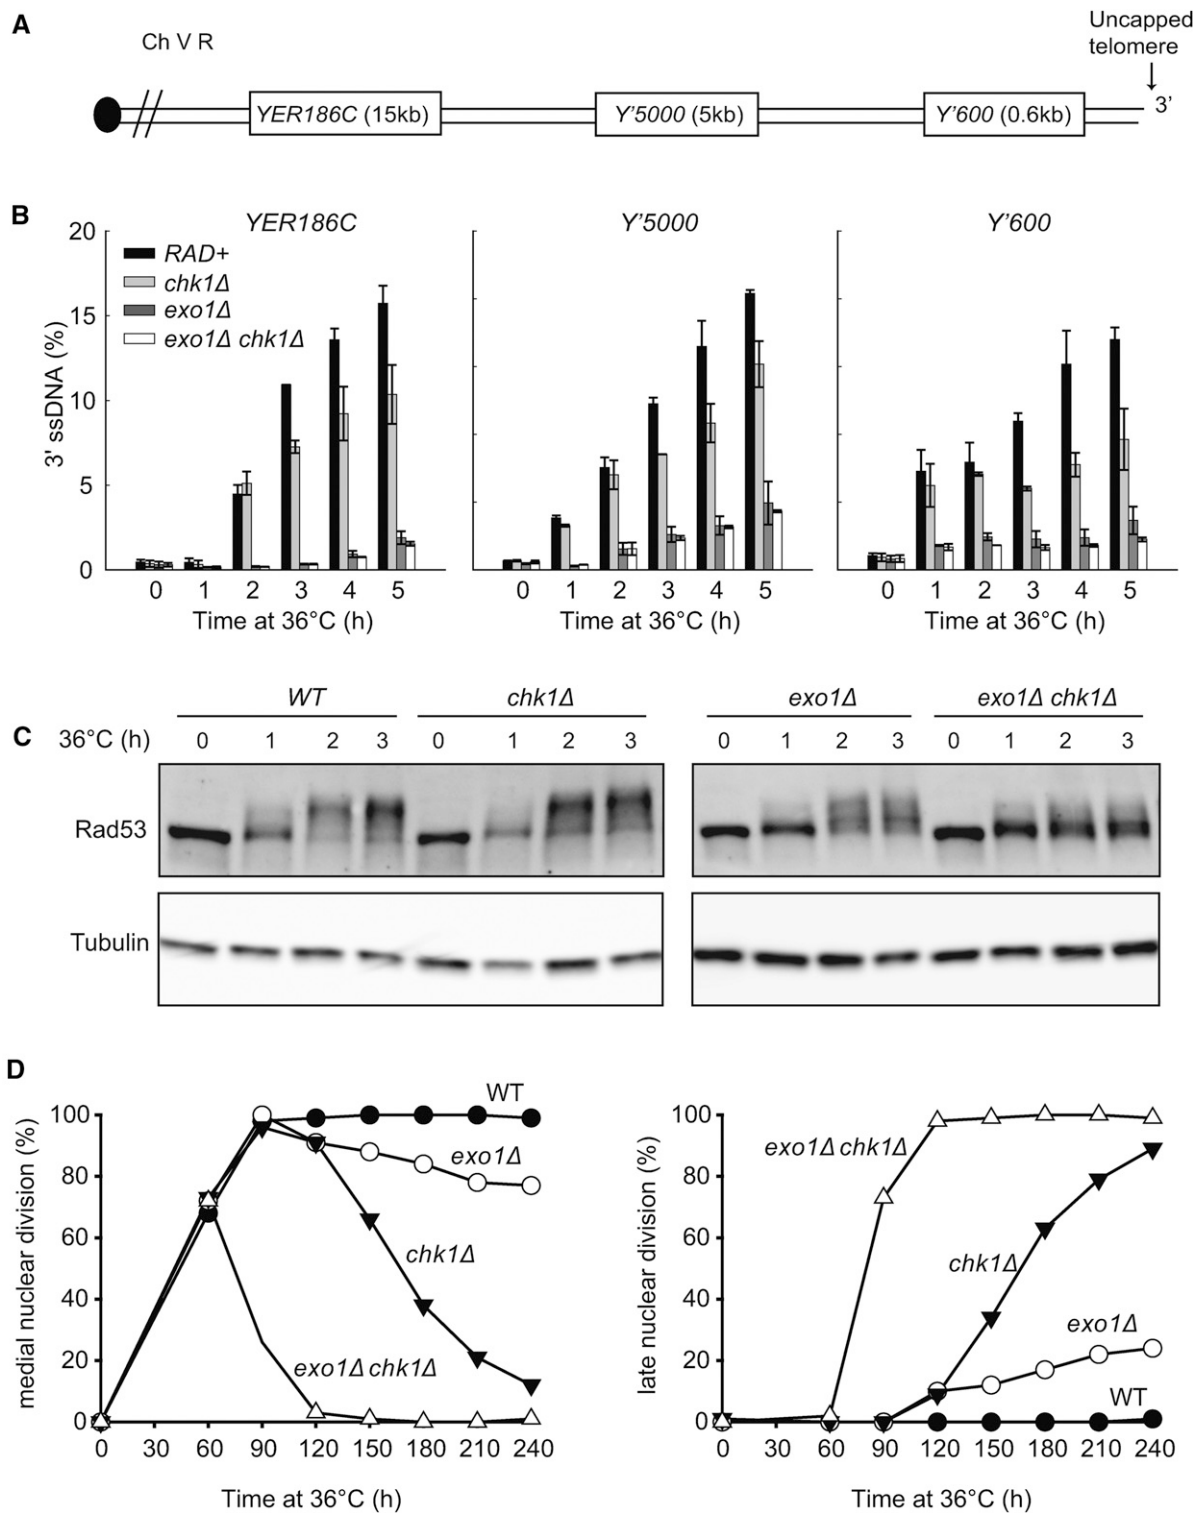 A
Ch V R
Uncapped
telomere
YER186C (15kb)
Y'5000 (5kb)
Y'600 (0.6kb)
3'
B
YER186C
Y'5000
Y'600
RAD+
chk1Δ
exo1Δ
exo1Δ chk1Δ
3' ssDNA (%)
20
15
10
5
0
0 1 2 3 4 5
0 1 2 3 4 5
0 1 2 3 4 5
Time at 36°C (h)
Time at 36°C (h)
Time at 36°C (h)
C
WT
chk1Δ
exo1Δ
exo1Δ chk1Δ
36°C (h)
0 1 2 3 0 1 2 3 0 1 2 3 0 1 2 3
Rad53
Tubulin
D
medial nuclear division (%)
100
80
60
40
20
0
WT
exo1Δ
chk1Δ
exo1Δ chk1Δ
0 30 60 90 120 150 180 210 240
Time at 36°C (h)
late nuclear division (%)
100
80
60
40
20
0
exo1Δ chk1Δ
chk1Δ
exo1Δ
WT
0 30 60 90 120 150 180 210 240
Time at 36°C (h)